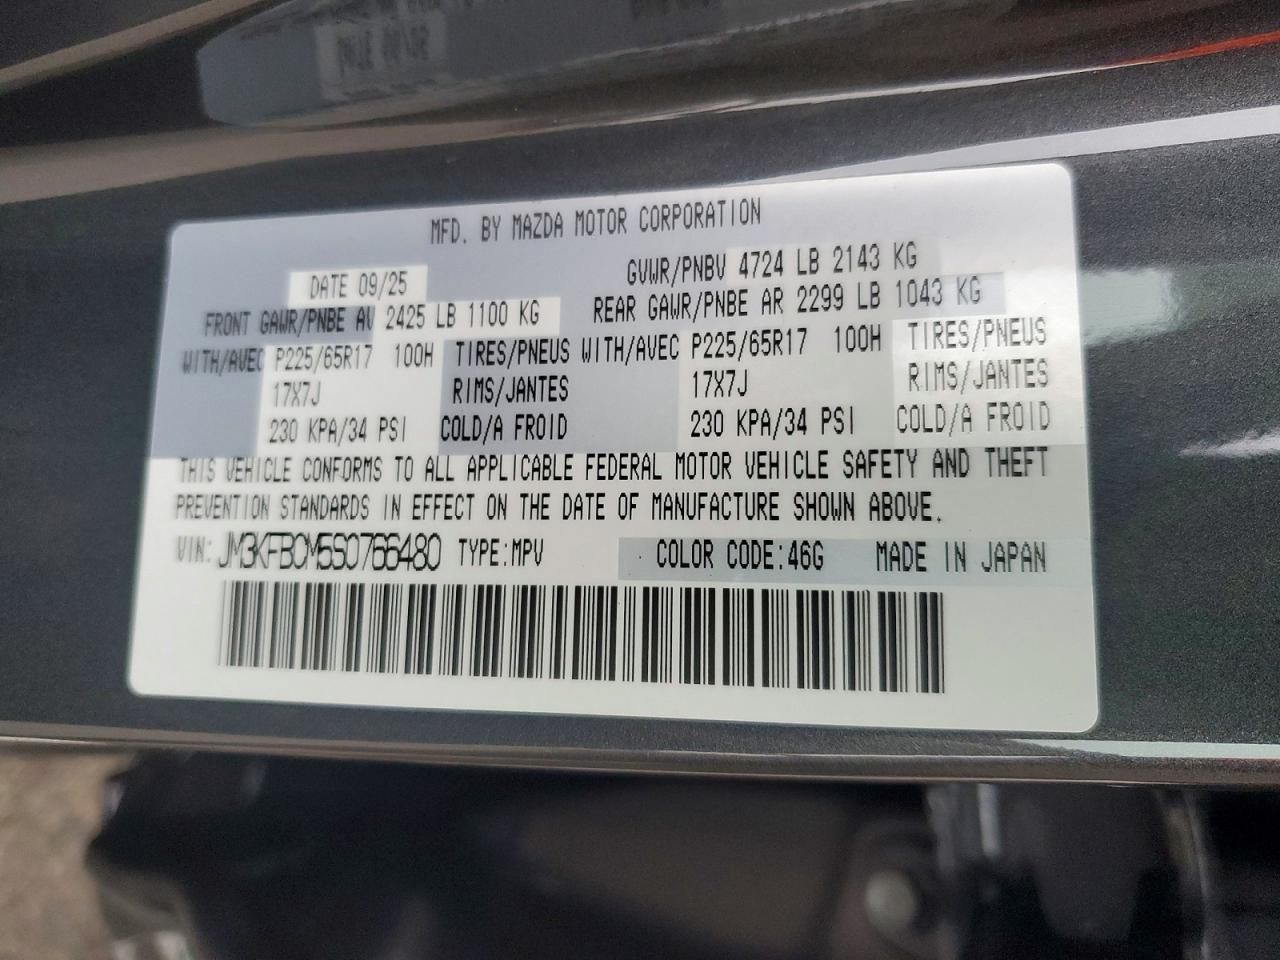 MFD. BY MAZDA MOTOR CORPORATION
DATE 09/25 GVWR/PNBV 4724 LB 2143 KG
FRONT GAWR/PNBE AV 2425 LB 1100 KG REAR GAWR/PNBE AR 2299 LB 1043 KG
WITH/AVEC P225/65R17 100H TIRES/PNEUS WITH/AVEC P225/65R17 100H TIRES/PNEUS
17X7J RIMS/JANTES 17X7J RIMS/JANTES
230 KPA/34 PSI COLD/A FROID 230 KPA/34 PSI COLD/A FROID
THIS VEHICLE CONFORMS TO ALL APPLICABLE FEDERAL MOTOR VEHICLE SAFETY AND THEFT
PREVENTION STANDARDS IN EFFECT ON THE DATE OF MANUFACTURE SHOWN ABOVE.
VIN: JM3KFBCM5S0766480 TYPE:MPV COLOR CODE:46G MADE IN JAPAN